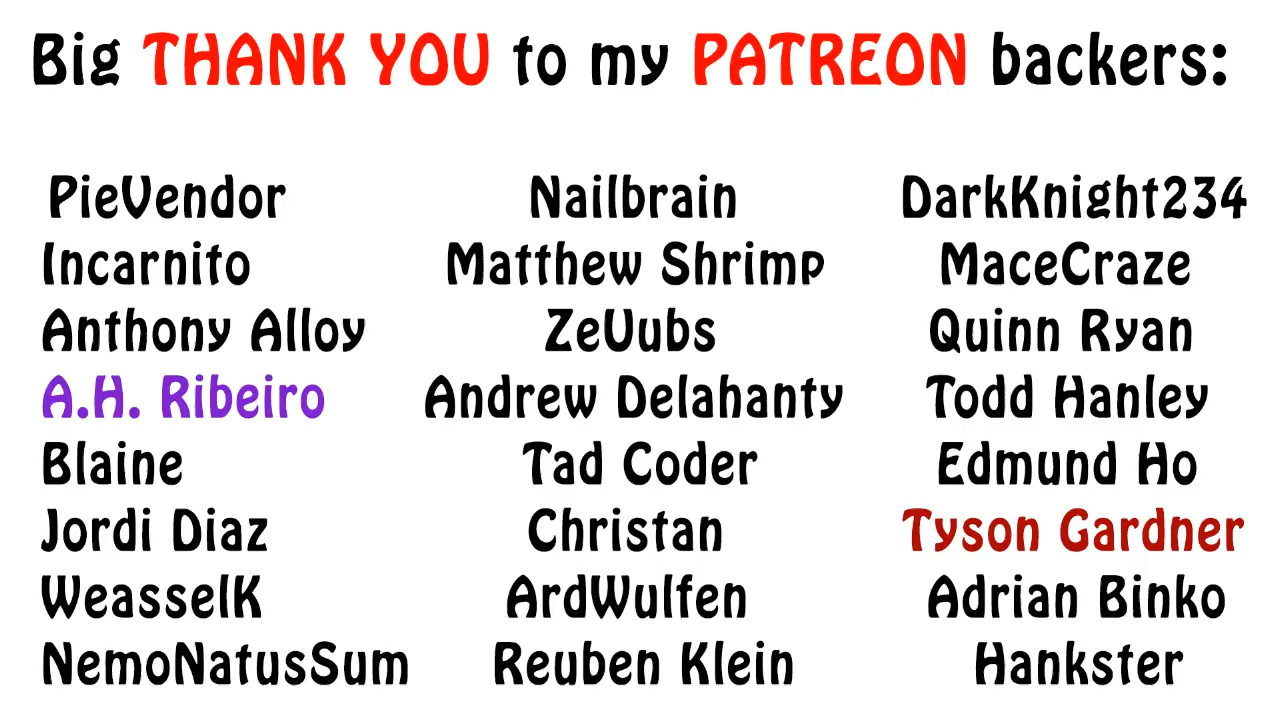 Big THANK YOU to my PATREON backers:
PieVendor Nailbrain DarkKnight234
Incarnito Matthew Shrimp MaceCraze
Anthony Alloy ZeUubs Quinn Ryan
A.H. Ribeiro Andrew Delahanty Todd Hanley
Blaine Tad Coder Edmund Ho
Jordi Diaz Christan Tyson Gardner
WeasselK ArdWulfen Adrian Binko
NemoNatusSum Reuben Klein Hankster